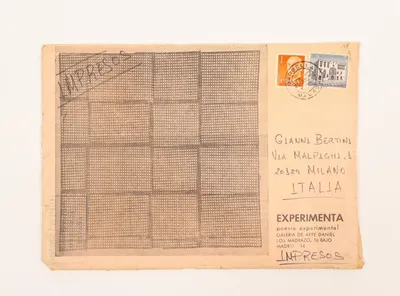 IMPRESOS
GIANNI BERTINI
VIA MALPIGHI.1
20129 MILANO
ITALIA
EXPERIMENTA
poesía experimental
GALERIA DE ARTE DANIEL
LOS MADRAZO, 16 BAJO
MADRID 14
IMPRESOS